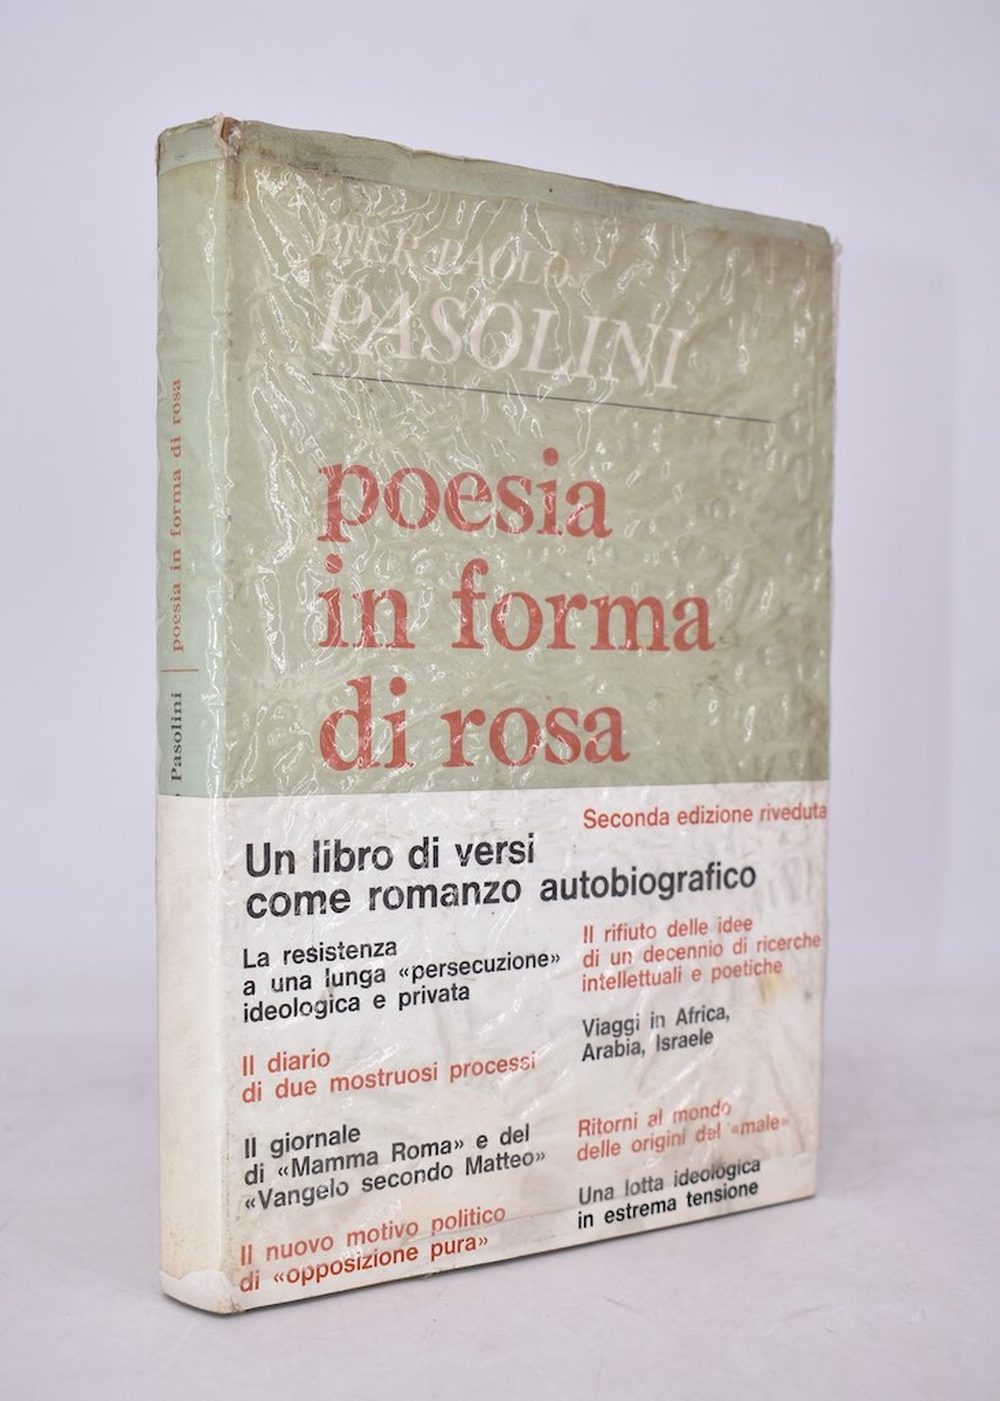 PIER PAOLO
PASOLINI
poesia
in forma
di rosa
Seconda edizione riveduta
Un libro di versi
come romanzo autobiografico
La resistenza
a una lunga «persecuzione»
ideologica e privata
Il diario
di due mostruosi processi
Il giornale
di «Mamma Roma» e del
«Vangelo secondo Matteo»
Il nuovo motivo politico
di «opposizione pura»
Il rifiuto delle idee
di un decennio di ricerche
intellettuali e poetiche
Viaggi in Africa,
Arabia, Israele
Ritorni al mondo
delle origini del «male»
Una lotta ideologica
in estrema tensione
Pasolini | poesia in forma di rosa